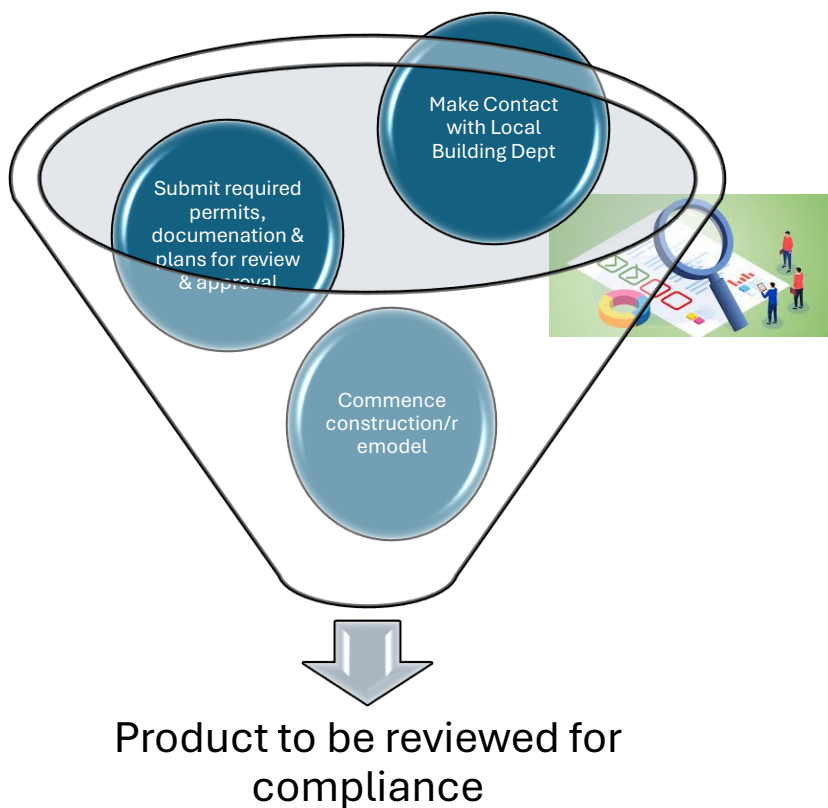 Make Contact
with Local
Building Dept
Submit required
permits,
documenation &
plans for review
& approval
Commence
construction/r
emodel
Product to be reviewed for
compliance